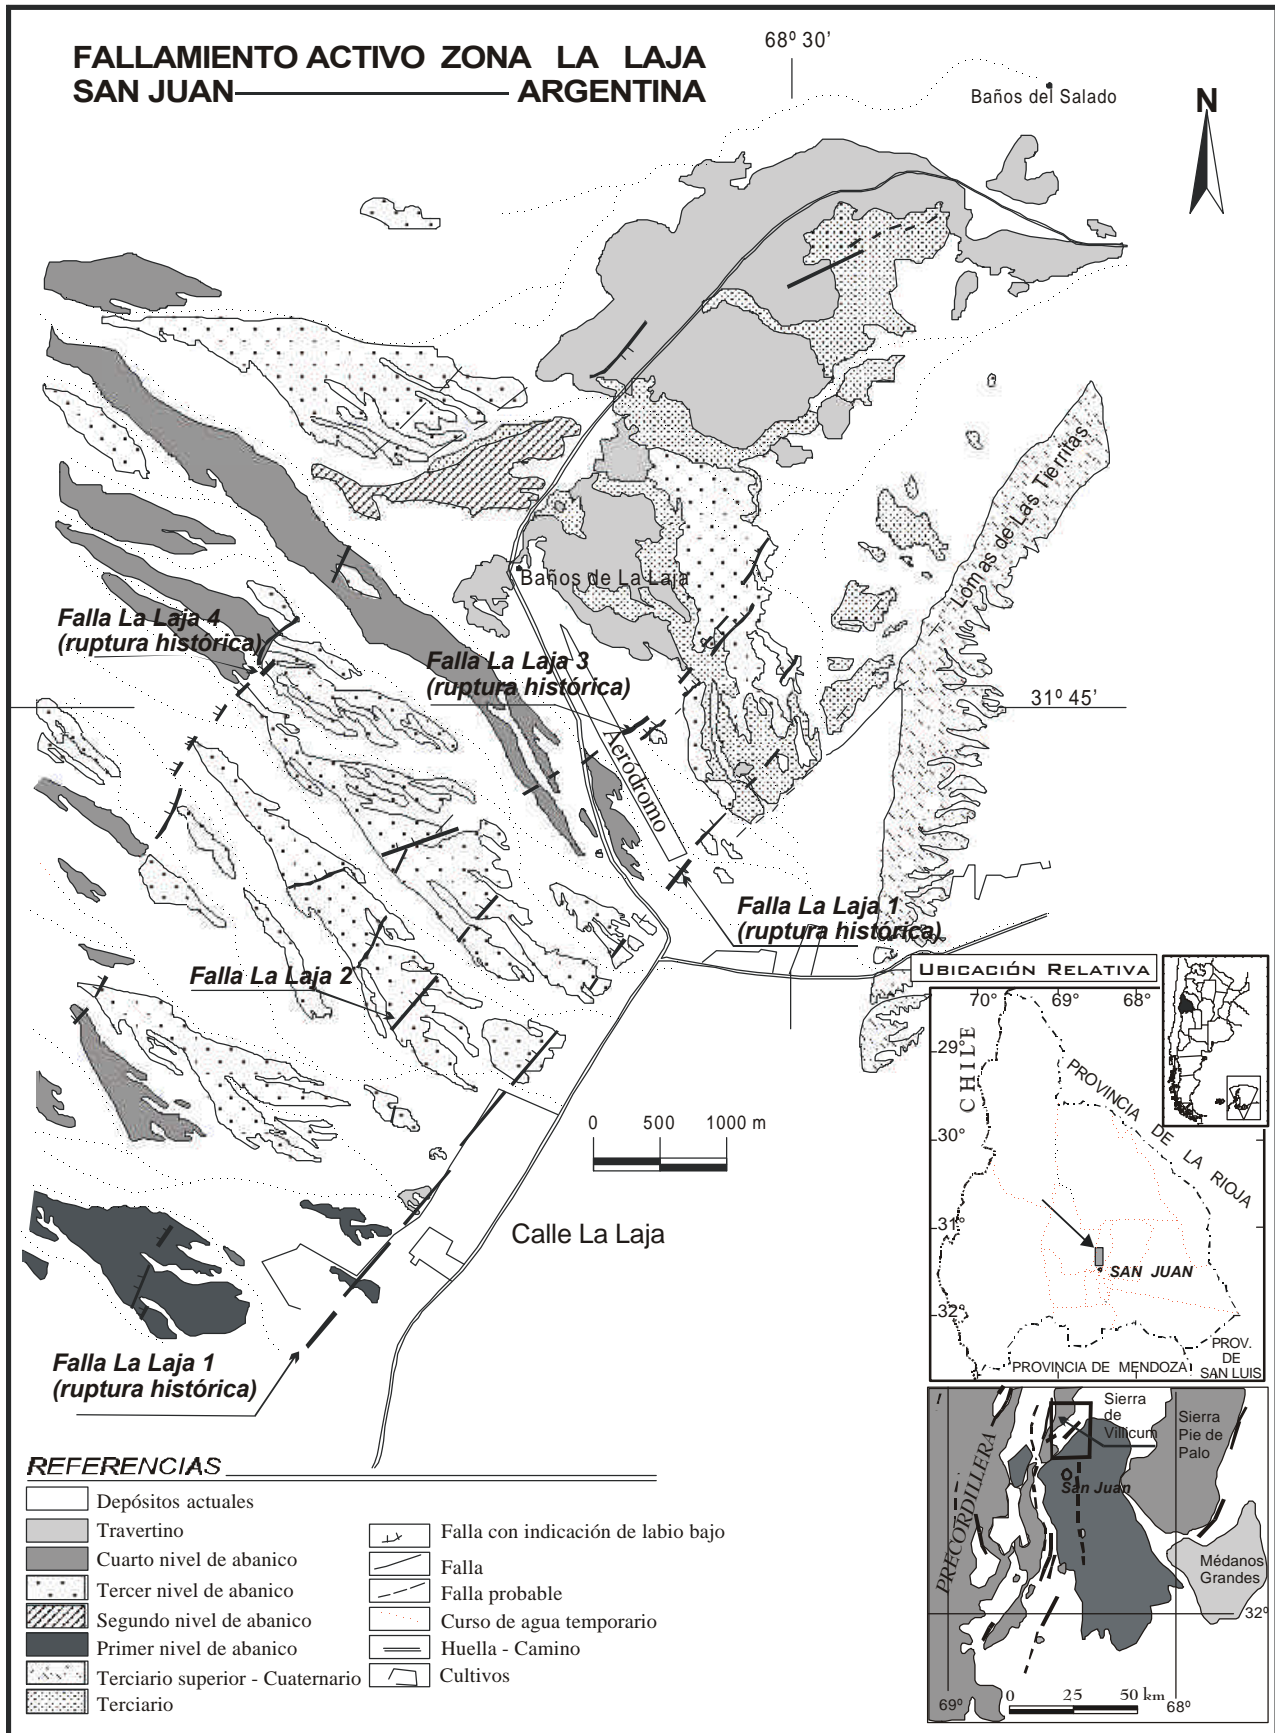 FALLAMIENTO ACTIVO ZONA LA LAJA
SAN JUAN ARGENTINA
68º 30’
Baños del Salado
N
Lomas de Las Tierritas
Baños de La Laja
Falla La Laja 4
(ruptura histórica)
Falla La Laja 3
(ruptura histórica)
31º 45’
Aeródromo
Falla La Laja 1
(ruptura histórica)
Falla La Laja 2
0 500 1000 m
Calle La Laja
Falla La Laja 1
(ruptura histórica)
UBICACIÓN RELATIVA
70° 69° 68°
29°
30°
31°
32°
CHILE
PROVINCIA DE LA RIOJA
SAN JUAN
PROVINCIA DE MENDOZA
PROV.
DE
SAN LUIS
PRECORDILLERA
Sierra
de
Villicum
Sierra
Pie de
Palo
San Juan
Médanos
Grandes
32º
69º
68º
0 25 50 km
REFERENCIAS
Depósitos actuales
Travertino
Cuarto nivel de abanico
Tercer nivel de abanico
Segundo nivel de abanico
Primer nivel de abanico
Terciario superior - Cuaternario
Terciario
Falla con indicación de labio bajo
Falla
Falla probable
Curso de agua temporario
Huella - Camino
Cultivos